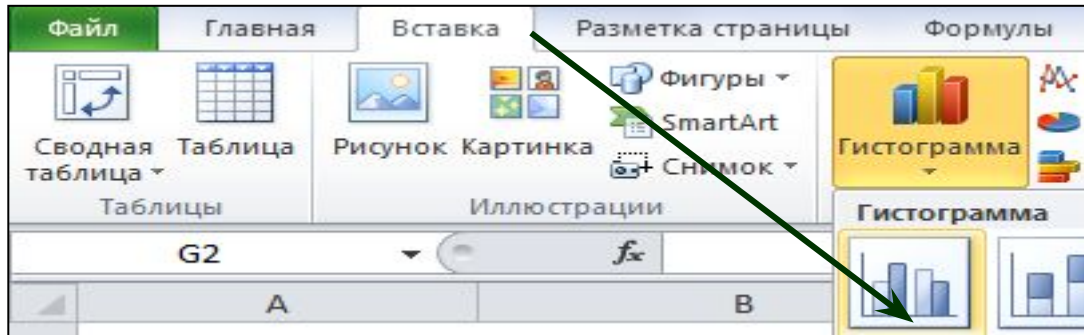 Файл Главная Вставка Разметка страницы Формулы
Фигуры
SmartArt
Снимок
Сводная таблица
Таблица
Рисунок
Картинка
Гистограмма
Таблицы
Иллюстрации
Гистограмма
G2 fx
A B